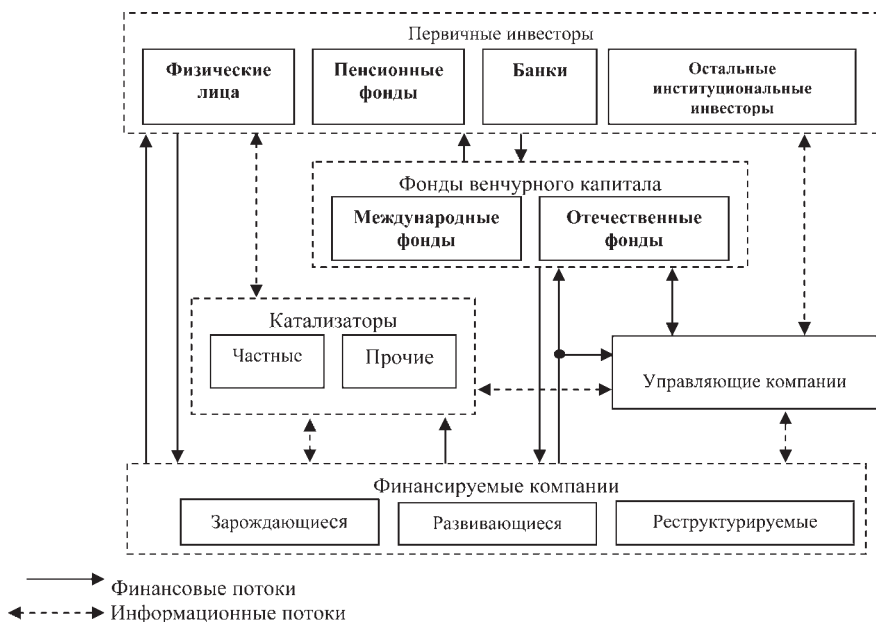 Первичные инвесторы
Физические
лица
Пенсионные
фонды
Банки
Остальные
институциональные
инвесторы
Фонды венчурного капитала
Международные
фонды
Отечественные
фонды
Катализаторы
Частные
Прочие
Управляющие компании
Финансируемые компании
Зарождающиеся
Развивающиеся
Реструктурируемые
Финансовые потоки
Информационные потоки